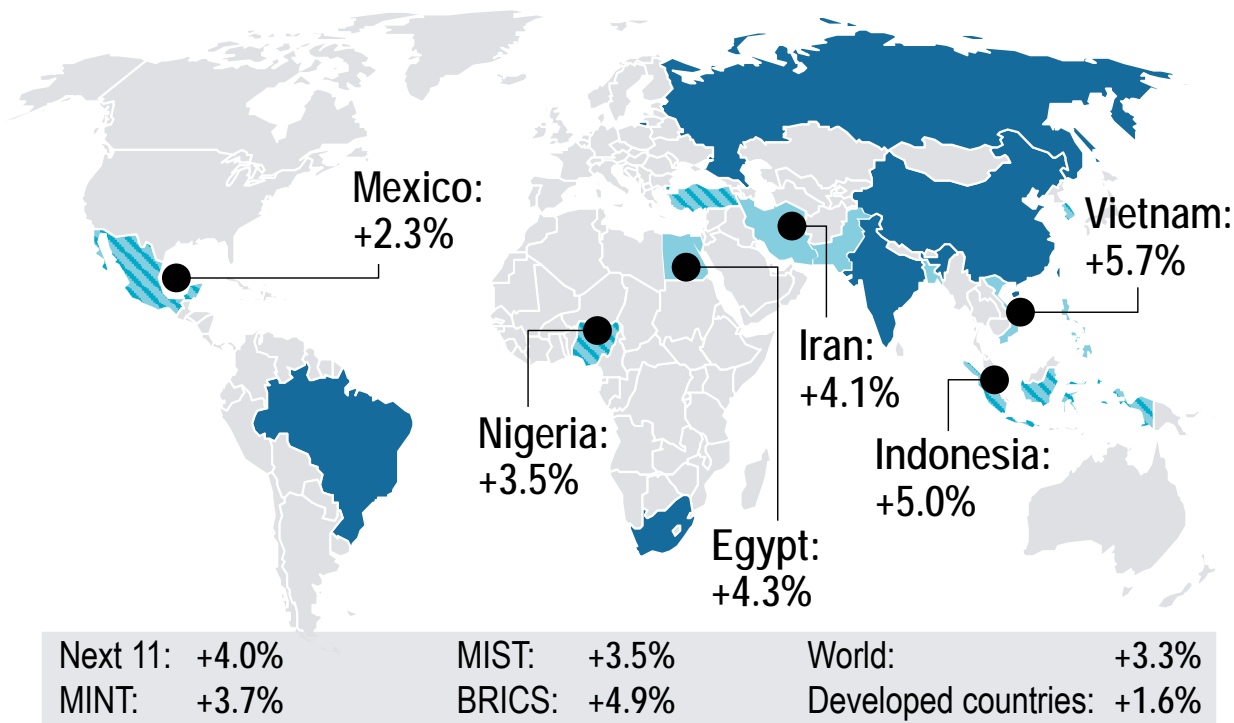 Mexico:
+2.3%
Vietnam:
+5.7%
Iran:
+4.1%
Nigeria:
+3.5%
Indonesia:
+5.0%
Egypt:
+4.3%
Next 11: +4.0% MIST: +3.5% World: +3.3%
MINT: +3.7% BRICS: +4.9% Developed countries: +1.6%